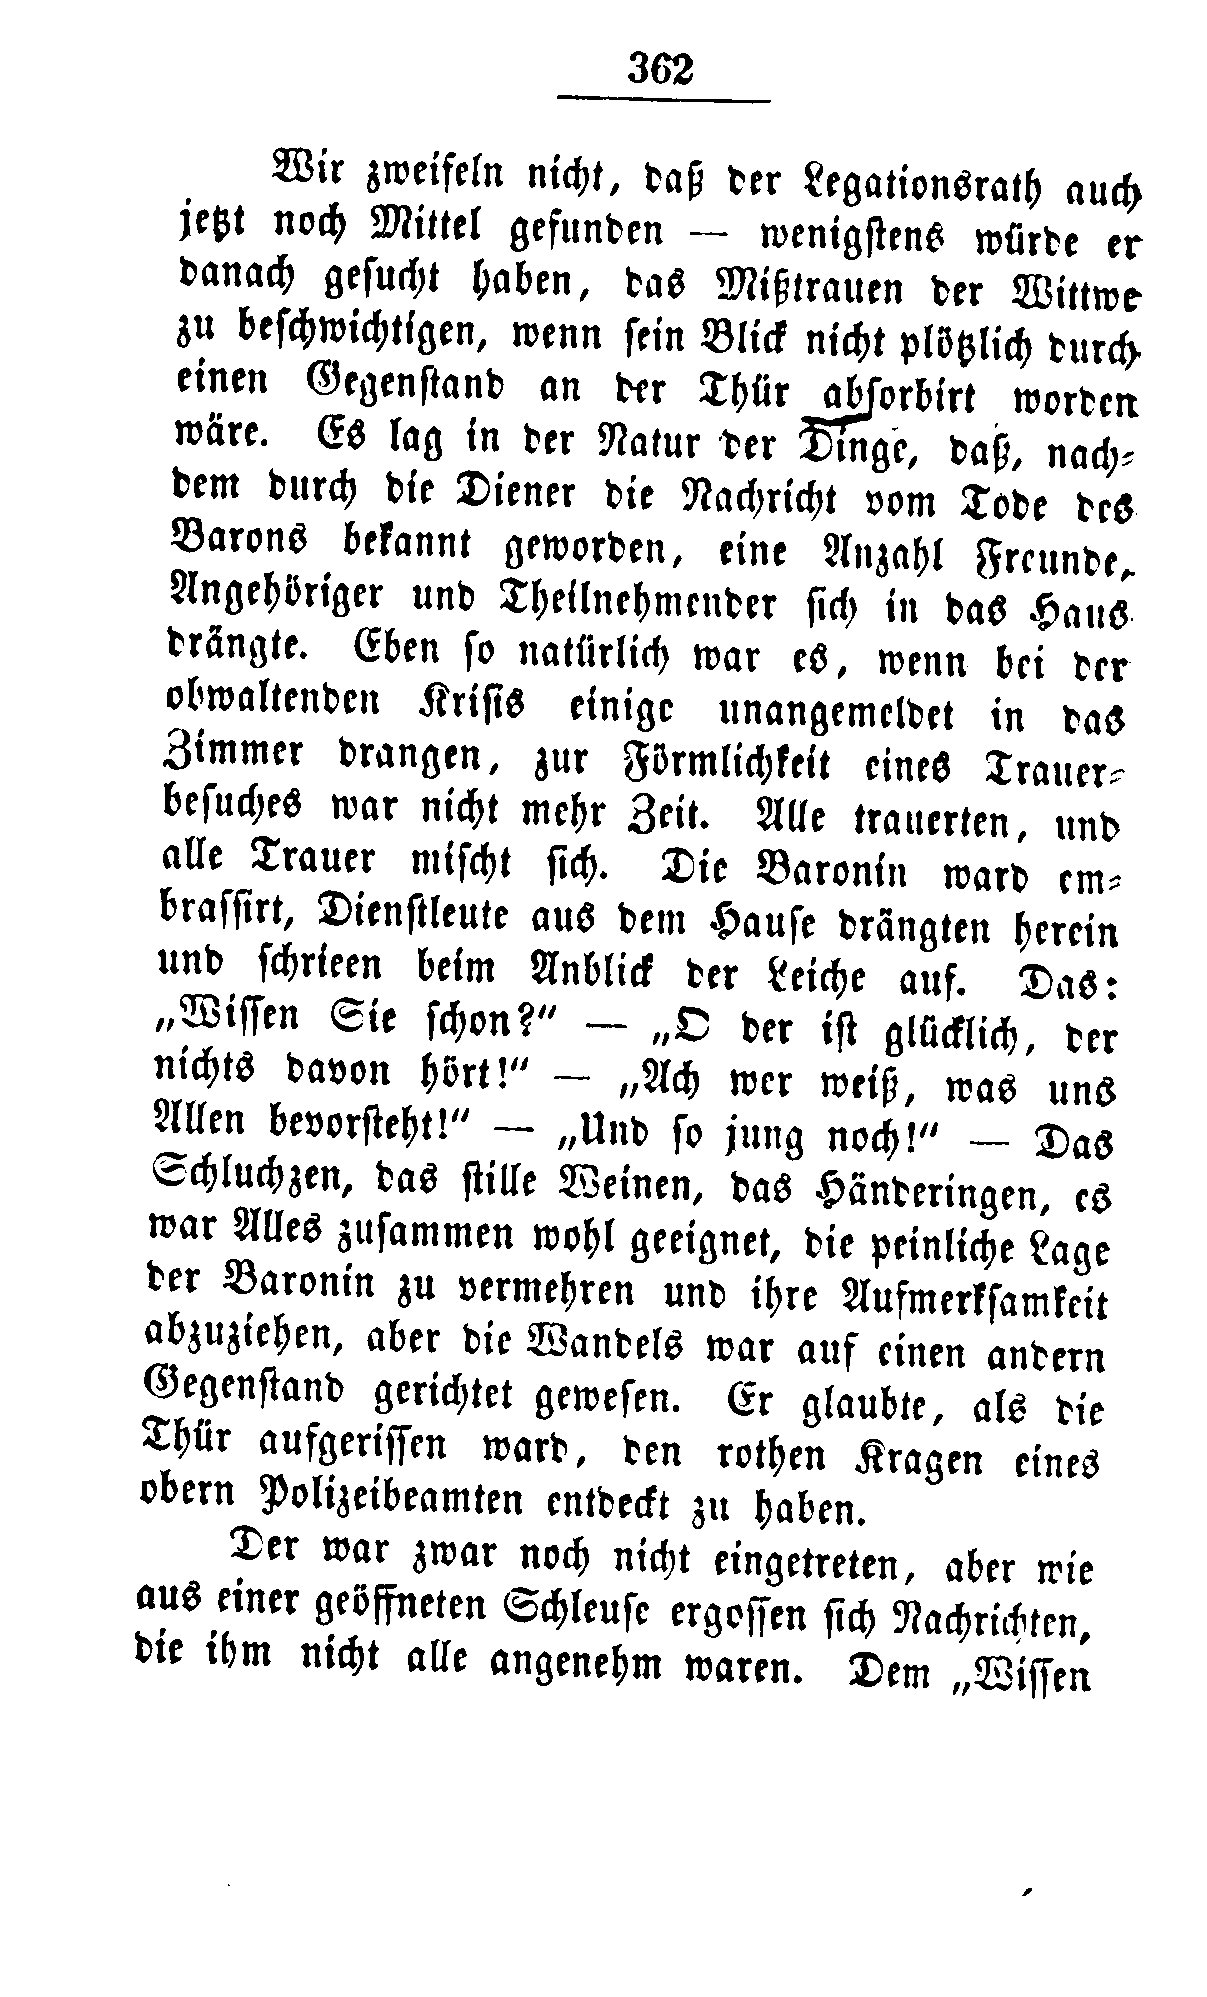 362
Wir zweifeln nicht, daß der Legationsrath auch
jetzt noch Mittel gefunden — wenigstens würde er
danach gesucht haben, das Mißtrauen der Wittwe
zu beschwichtigen, wenn sein Blick nicht plötzlich durch
einen Gegenstand an der Thür absorbirt worden
wäre. Es lag in der Natur der Dinge, daß, nach-
dem durch die Diener die Nachricht vom Tode des
Barons bekannt geworden, eine Anzahl Freunde,
Angehöriger und Theilnehmender sich in das Haus
drängte. Eben so natürlich war es, wenn bei der
obwaltenden Krisis einige unangemeldet in das
Zimmer drangen, zur Förmlichkeit eines Trauer-
besuches war nicht mehr Zeit. Alle trauerten, und
alle Trauer mischt sich. Die Baronin ward em-
brassirt, Dienstleute aus dem Hause drängten herein
und schrieen beim Anblick der Leiche auf. Das:
„Wissen Sie schon?“ — „O der ist glücklich, der
nichts davon hört!“ — „Ach wer weiß, was uns
Allen bevorsteht!“ — „Und so jung noch!“ — Das
Schluchzen, das stille Weinen, das Händeringen, es
war Alles zusammen wohl geeignet, die peinliche Lage
der Baronin zu vermehren und ihre Aufmerksamkeit
abzuziehen, aber die Wandels war auf einen andern
Gegenstand gerichtet gewesen. Er glaubte, als die
Thür aufgerissen ward, den rothen Kragen eines
obern Polizeibeamten entdeckt zu haben.
Der war zwar noch nicht eingetreten, aber wie
aus einer geöffneten Schleuse ergossen sich Nachrichten,
die ihm nicht alle angenehm waren. Dem „Wissen